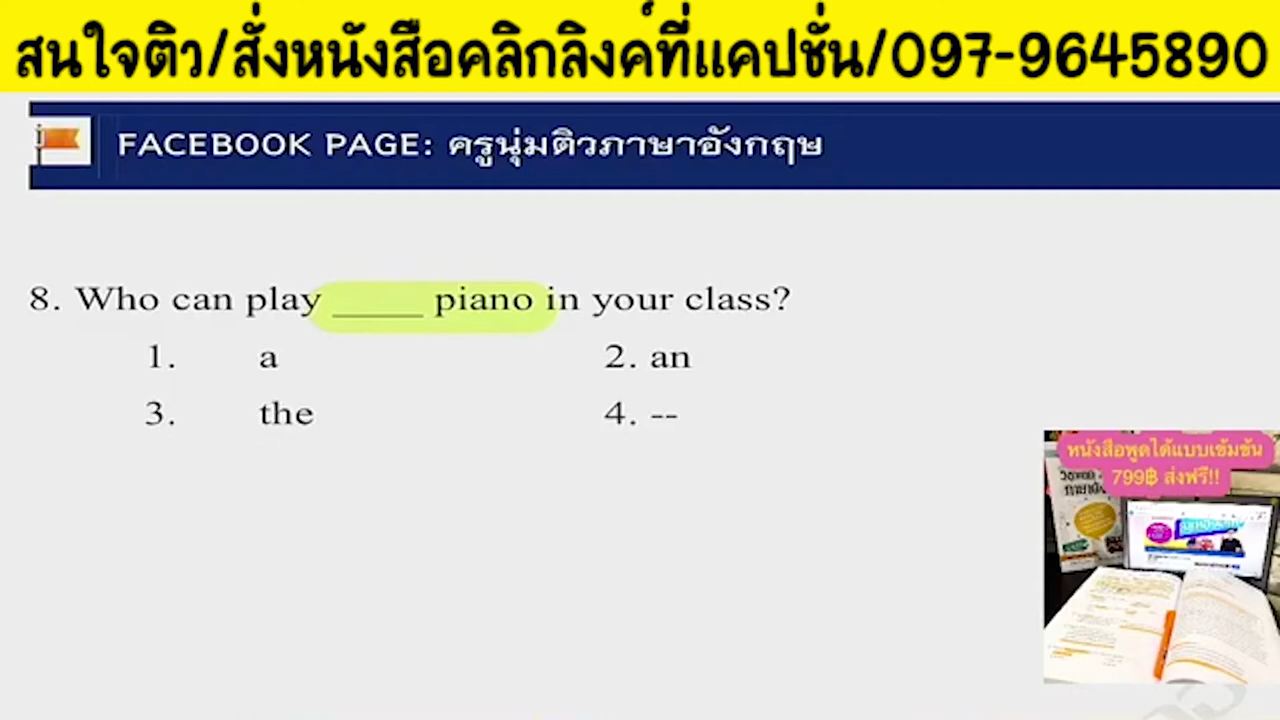 สนใจติว/สั่งหนังสือคลิกลิงค์ที่แคปชั่น/097-9645890
FACEBOOK PAGE: ครูนุ่มติวภาษาอังกฤษ
8. Who can play _____ piano in your class?
1. a
2. an
3. the
4. --
หนังสือพูดได้แบบเข้มข้น
799฿ ส่งฟรี!!